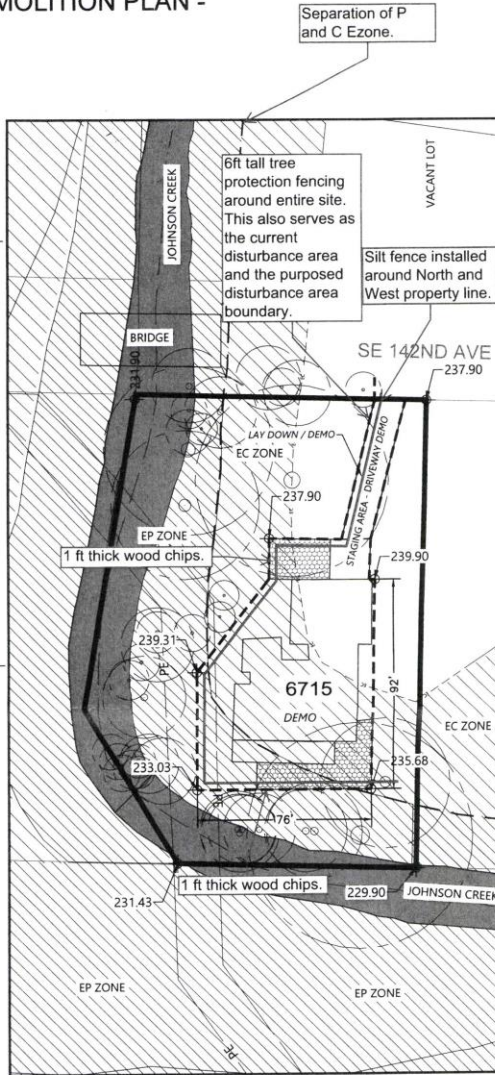 MOLITION PLAN -
Separation of P
and C Ezone.
JOHNSON CREEK
6ft tall tree
protection fencing
around entire site.
This also serves as
the current
disturbance area
and the purposed
disturbance area
boundary.
VACANT LOT
Silt fence installed
around North and
West property line.
BRIDGE
231.90
SE 142ND AVE
237.90
LAY DOWN / DEMO
EC ZONE
STAGING AREA - DRIVEWAY DEMO
237.90
EP ZONE
1 ft thick wood chips.
239.90
239.31
PE
6715
DEMO
92'
EC ZONE
233.03
235.68
76'
1 ft thick wood chips.
231.43
229.90
JOHNSON CREEK
EP ZONE
EP ZONE
PE